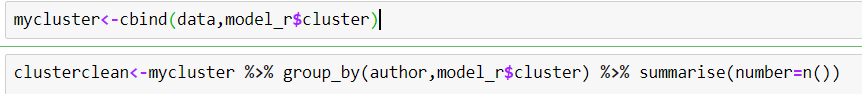 mycluster<-cbind(data,model_r$cluster)
clusterclean<-mycluster %>% group_by(author,model_r$cluster) %>% summarise(number=n())